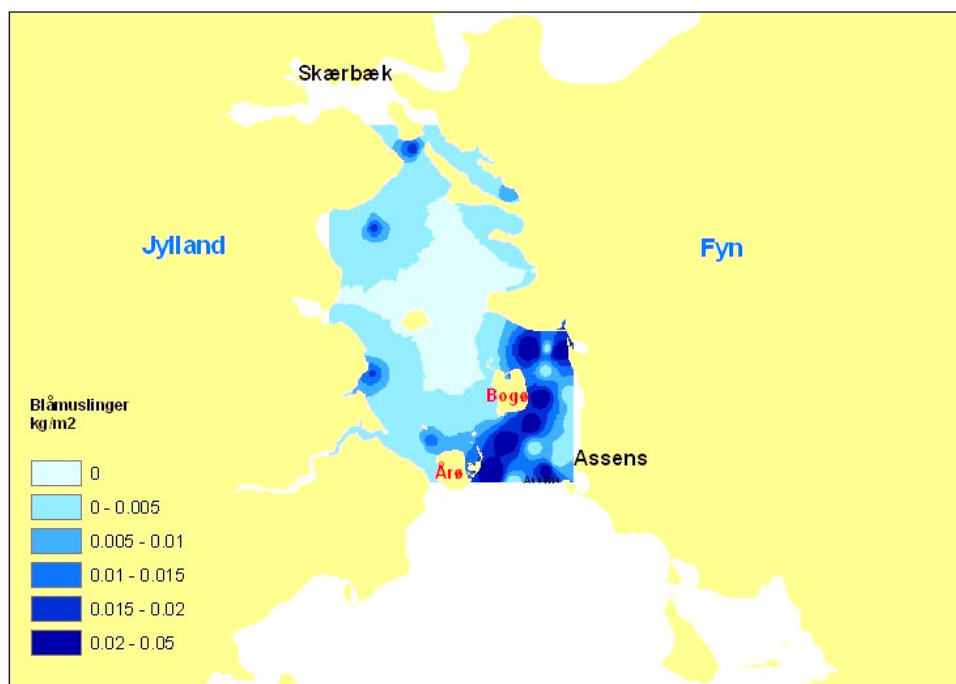 Skærbæk
Jylland
Fyn
Bogø
Assens
Årø
Blåmuslinger
kg/m2
0
0 - 0.005
0.005 - 0.01
0.01 - 0.015
0.015 - 0.02
0.02 - 0.05